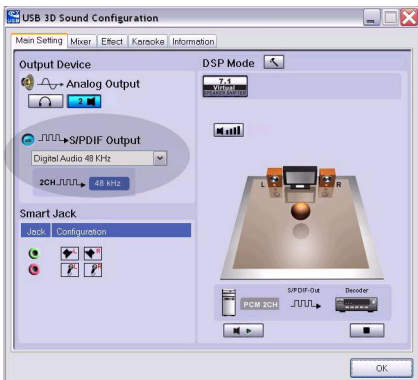 USB 3D Sound Configuration
Main Setting Mixer Effect Karaoke Information
Output Device
Analog Output
2
S/PDIF Output
Digital Audio 48 KHz
2CH 48 kHz
Smart Jack
Jack Configuration
L R
L R
DSP Mode
7.1
Virtual
SPEAKER SHIFTER
L R
S/PDIF-Out Decoder
PCM 2CH
OK